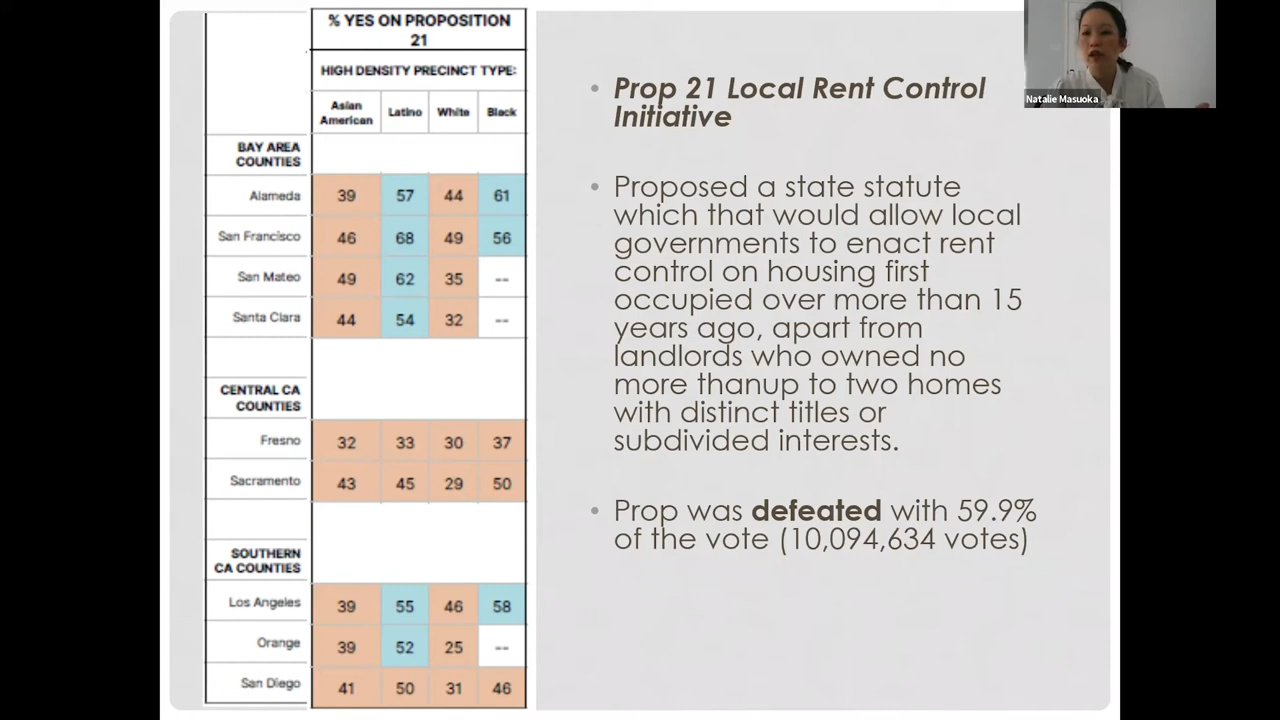 % YES ON PROPOSITION
21
HIGH DENSITY PRECINCT TYPE:
Asian American Latino White Black
BAY AREA
COUNTIES
Alameda 39 57 44 61
San Francisco 46 68 49 56
San Mateo 49 62 35 --
Santa Clara 44 54 32 --
CENTRAL CA
COUNTIES
Fresno 32 33 30 37
Sacramento 43 45 29 50
SOUTHERN
CA COUNTIES
Los Angeles 39 55 46 58
Orange 39 52 25 --
San Diego 41 50 31 46
• Prop 21 Local Rent Control
Initiative
• Proposed a state statute
which that would allow local
governments to enact rent
control on housing first
occupied over more than 15
years ago, apart from
landlords who owned no
more thanup to two homes
with distinct titles or
subdivided interests.
• Prop was defeated with 59.9%
of the vote (10,094,634 votes)
Natalie Masuoka